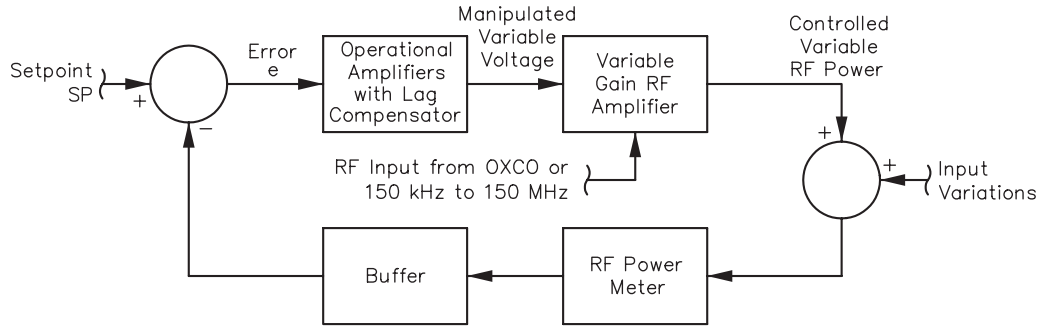 Setpoint
SP
+
−
Error
e
Operational
Amplifiers
with Lag
Compensator
Manipulated
Variable
Voltage
Variable
Gain RF
Amplifier
Controlled
Variable
RF Power
RF Input from OXCO or
150 kHz to 150 MHz
+
+
Input
Variations
Buffer
RF Power
Meter